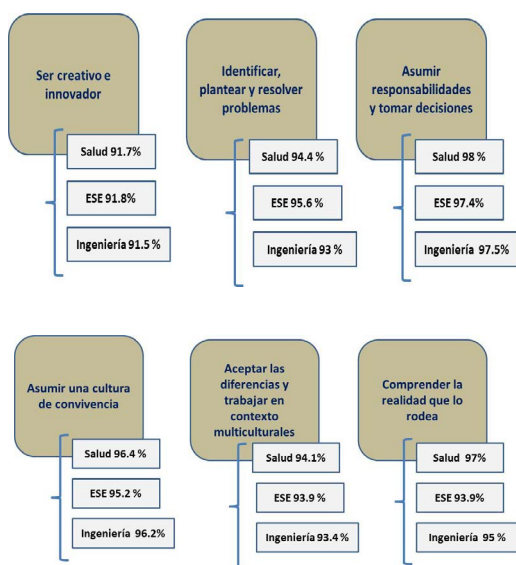 Ser creativo e
innovador
Salud 91.7%
ESE 91.8%
Ingeniería 91.5 %
Identificar,
plantear y resolver
problemas
Salud 94.4 %
ESE 95.6 %
Ingeniería 93 %
Asumir
responsabilidades
y tomar decisiones
Salud 98 %
ESE 97.4%
Ingeniería 97.5%
Asumir una cultura
de convivencia
Salud 96.4 %
ESE 95.2 %
Ingeniería 96.2%
Aceptar las
diferencias y
trabajar en
contexto
multiculturales
Salud 94.1%
ESE 93.9 %
Ingeniería 93.4 %
Comprender la
realidad que lo
rodea
Salud 97%
ESE 93.9%
Ingeniería 95 %